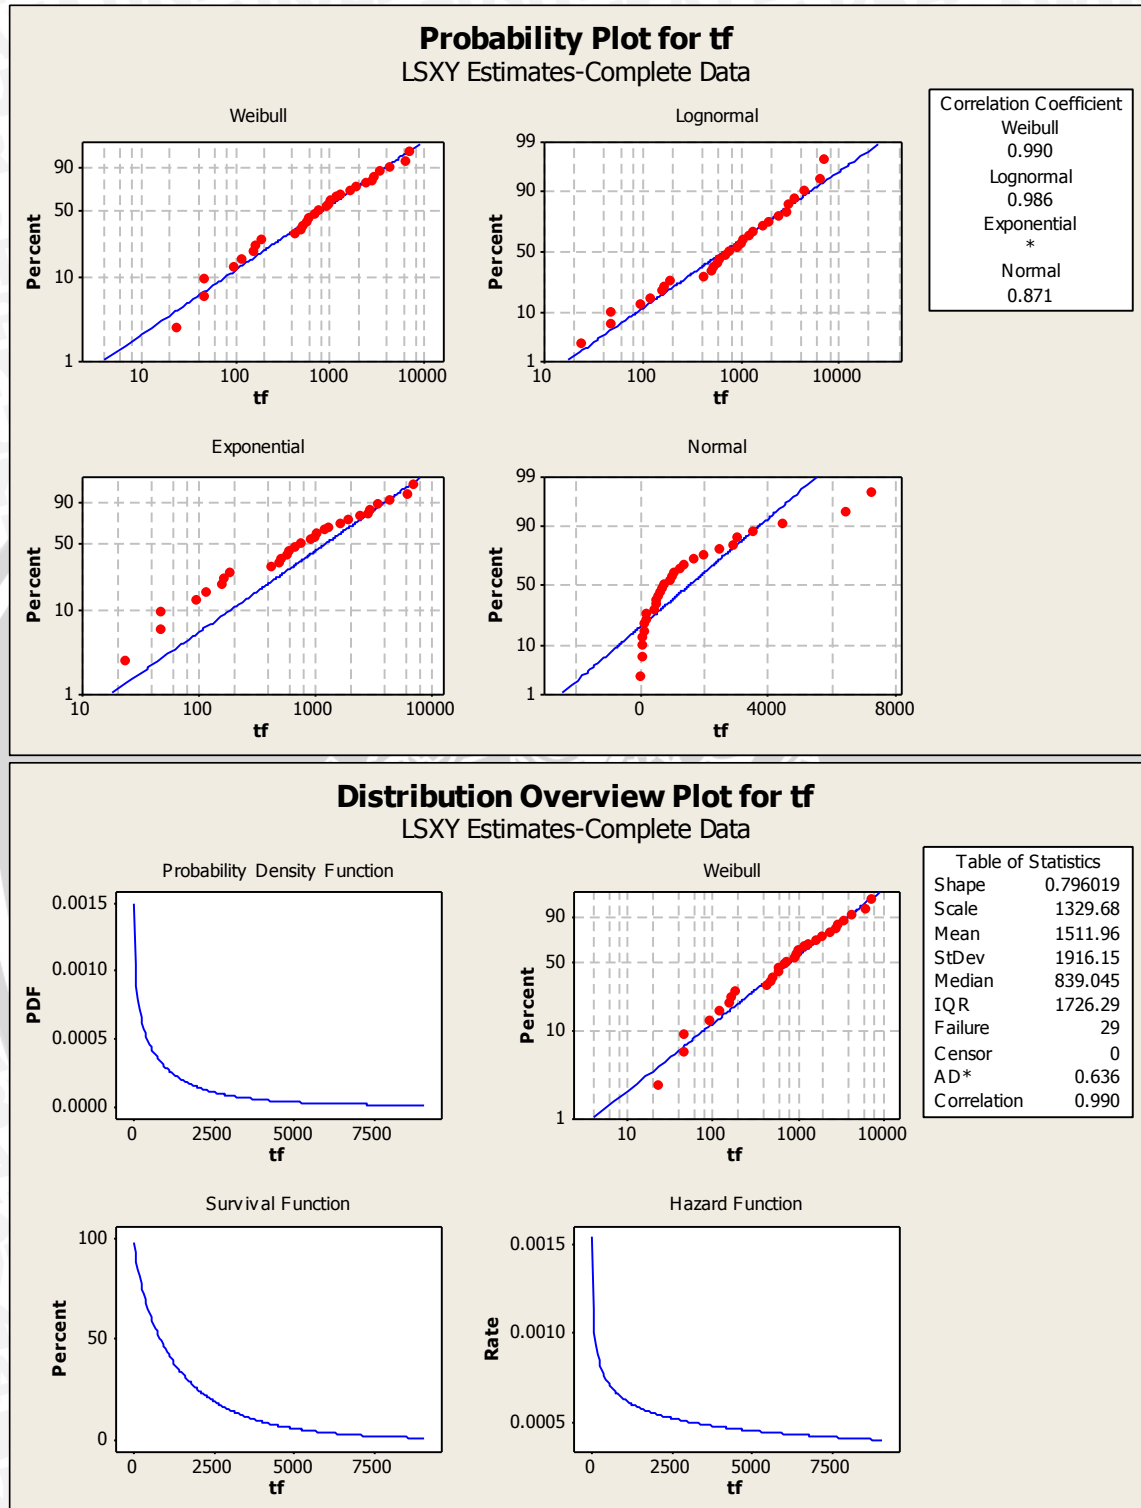 Probability Plot for tf
LSXY Estimates-Complete Data
Weibull
Percent
90
50
10
1
10
100
1000
10000
tf
Lognormal
Percent
99
90
50
10
1
10
100
1000
10000
tf
Correlation Coefficient
Weibull
0.990
Lognormal
0.986
Exponential
*
Normal
0.871
Exponential
Percent
90
50
10
1
10
100
1000
10000
tf
Normal
Percent
99
90
50
10
1
0
4000
8000
tf
Distribution Overview Plot for tf
LSXY Estimates-Complete Data
Probability Density Function
PDF
0.0015
0.0010
0.0005
0.0000
0
2500
5000
7500
tf
Weibull
Percent
90
50
10
1
10
100
1000
10000
tf
Table of Statistics
Shape 0.796019
Scale 1329.68
Mean 1511.96
StDev 1916.15
Median 839.045
IQR 1726.29
Failure 29
Censor 0
AD* 0.636
Correlation 0.990
Survival Function
Percent
100
50
0
0
2500
5000
7500
tf
Hazard Function
Rate
0.0015
0.0010
0.0005
0
2500
5000
7500
tf